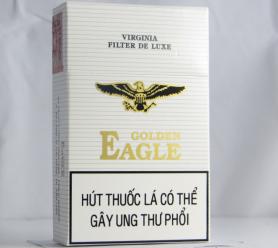 VIRGINIA
FILTER DE LUXE
GOLDEN
EAGLE
HÚT THUỐC LÁ CÓ THỂ
GÂY UNG THƯ PHỔI